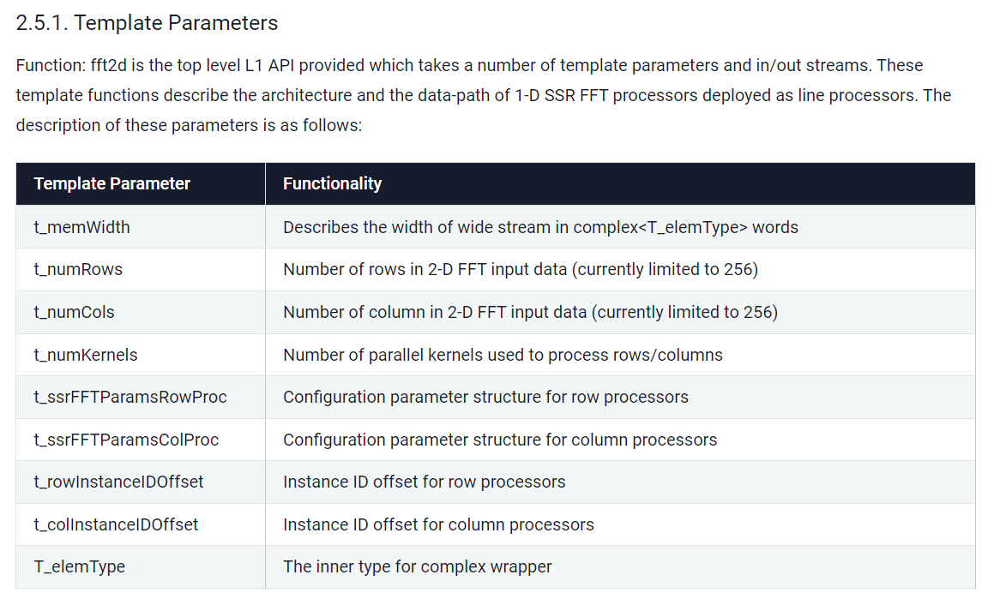 2.5.1. Template Parameters
Function: fft2d is the top level L1 API provided which takes a number of template parameters and in/out streams. These
template functions describe the architecture and the data-path of 1-D SSR FFT processors deployed as line processors. The
description of these parameters is as follows:
Template Parameter Functionality
t_memWidth Describes the width of wide stream in complex<T_elemType> words
t_numRows Number of rows in 2-D FFT input data (currently limited to 256)
t_numCols Number of column in 2-D FFT input data (currently limited to 256)
t_numKernels Number of parallel kernels used to process rows/columns
t_ssrFFTParamsRowProc Configuration parameter structure for row processors
t_ssrFFTParamsColProc Configuration parameter structure for column processors
t_rowInstanceIDOffset Instance ID offset for row processors
t_colInstanceIDOffset Instance ID offset for column processors
T_elemType The inner type for complex wrapper